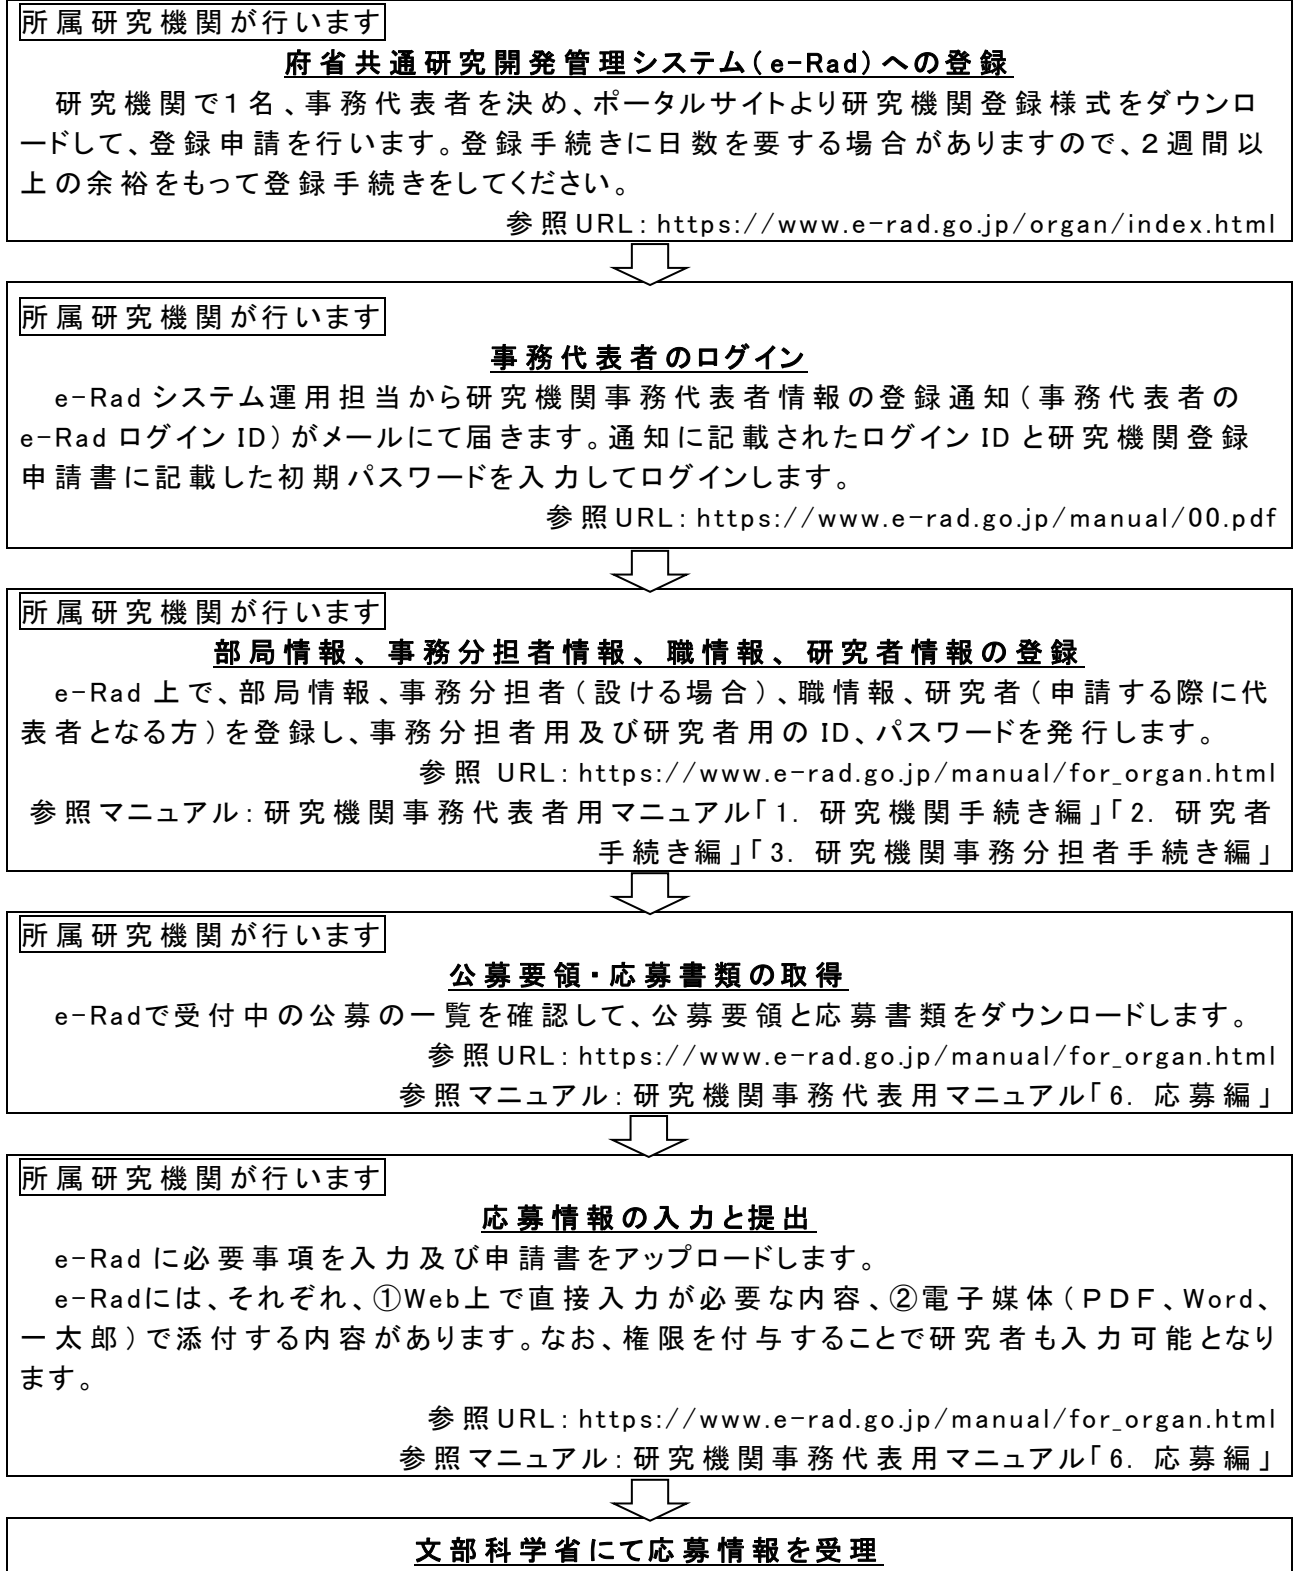 所属研究機関が行います
府省共通研究開発管理システム(e-Rad)への登録
研究機関で1名、事務代表者を決め、ポータルサイトより研究機関登録様式をダウンロ
ードして、登録申請を行います。登録手続きに日数を要する場合がありますので、2週間以
上の余裕をもって登録手続きをしてください。
参照URL:https://www.e-rad.go.jp/organ/index.html
所属研究機関が行います
事務代表者のログイン
e-Rad システム運用担当から研究機関事務代表者情報の登録通知(事務代表者の
e-Rad ログイン ID)がメールにて届きます。通知に記載されたログイン ID と研究機関登録
申請書に記載した初期パスワードを入力してログインします。
参照URL:https://www.e-rad.go.jp/manual/00.pdf
所属研究機関が行います
部局情報、事務分担者情報、職情報、研究者情報の登録
e-Rad 上で、部局情報、事務分担者(設ける場合)、職情報、研究者(申請する際に代
表者となる方)を登録し、事務分担者用及び研究者用の ID、パスワードを発行します。
参照 URL:https://www.e-rad.go.jp/manual/for_organ.html
参照マニュアル:研究機関事務代表者用マニュアル「1. 研究機関手続き編」「2. 研究者
手続き編」「3. 研究機関事務分担者手続き編」
所属研究機関が行います
公募要領・応募書類の取得
e-Radで受付中の公募の一覧を確認して、公募要領と応募書類をダウンロードします。
参照URL:https://www.e-rad.go.jp/manual/for_organ.html
参照マニュアル:研究機関事務代表用マニュアル「6. 応募編」
所属研究機関が行います
応募情報の入力と提出
e-Rad に必要事項を入力及び申請書をアップロードします。
e-Radには、それぞれ、①Web上で直接入力が必要な内容、②電子媒体(PDF、Word、
一太郎)で添付する内容があります。なお、権限を付与することで研究者も入力可能となり
ます。
参照URL:https://www.e-rad.go.jp/manual/for_organ.html
参照マニュアル:研究機関事務代表用マニュアル「6. 応募編」
文部科学省にて応募情報を受理